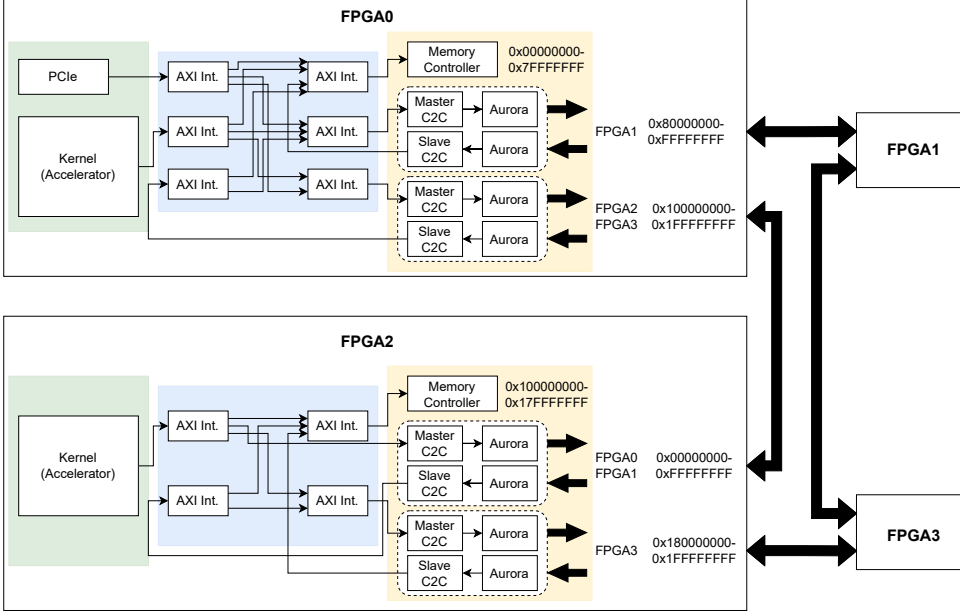 FPGA0
PCIe
Kernel
(Accelerator)
AXI Int.
AXI Int.
AXI Int.
AXI Int.
AXI Int.
AXI Int.
Memory
Controller
0x00000000-
0x7FFFFFFF
Master
C2C
Aurora
Slave
C2C
Aurora
FPGA1
0x80000000-
0xFFFFFFFF
Master
C2C
Aurora
Slave
C2C
Aurora
FPGA2
FPGA3
0x100000000-
0x1FFFFFFFF
FPGA1
FPGA2
Kernel
(Accelerator)
AXI Int.
AXI Int.
AXI Int.
AXI Int.
Memory
Controller
0x100000000-
0x17FFFFFFF
Master
C2C
Aurora
Slave
C2C
Aurora
FPGA0
FPGA1
0x00000000-
0xFFFFFFFF
Master
C2C
Aurora
Slave
C2C
Aurora
FPGA3
0x180000000-
0x1FFFFFFFF
FPGA3